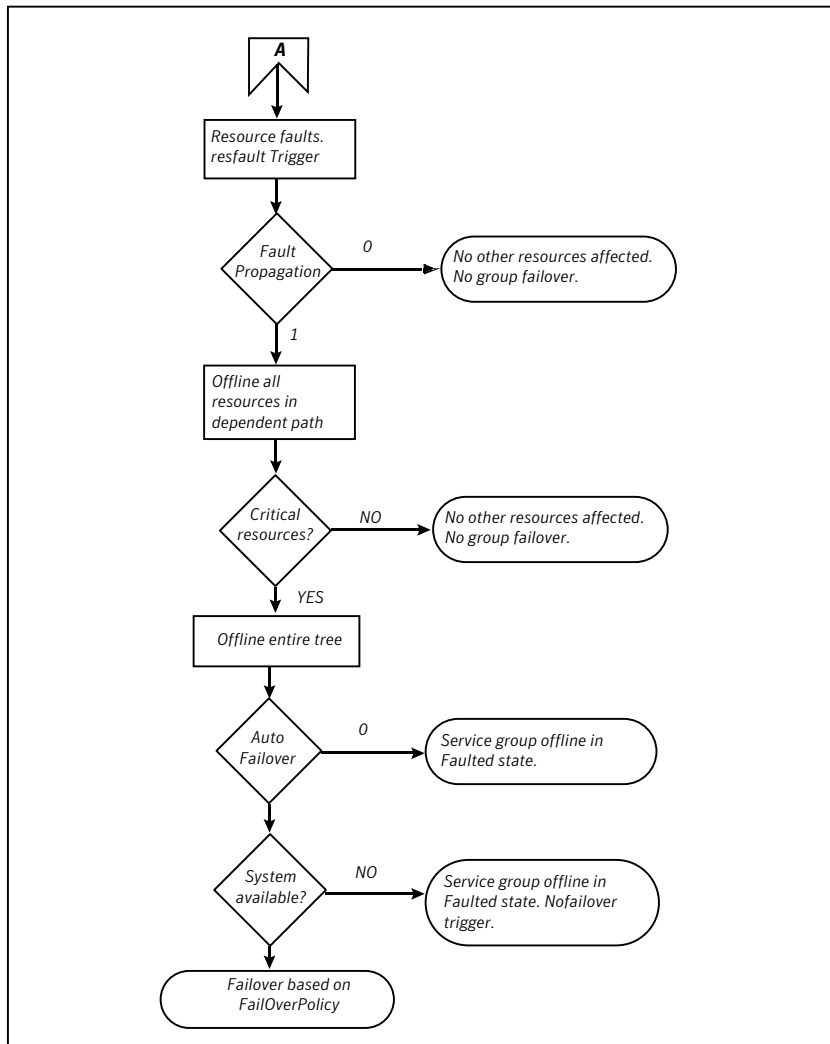 A
Resource faults.
resfault Trigger
Fault
Propagation
0
No other resources affected.
No group failover.
1
Offline all
resources in
dependent path
Critical
resources?
NO
No other resources affected.
No group failover.
YES
Offline entire tree
Auto
Failover
0
Service group offline in
Faulted state.
System
available?
NO
Service group offline in
Faulted state. Nofailover
trigger.
Failover based on
FailOverPolicy